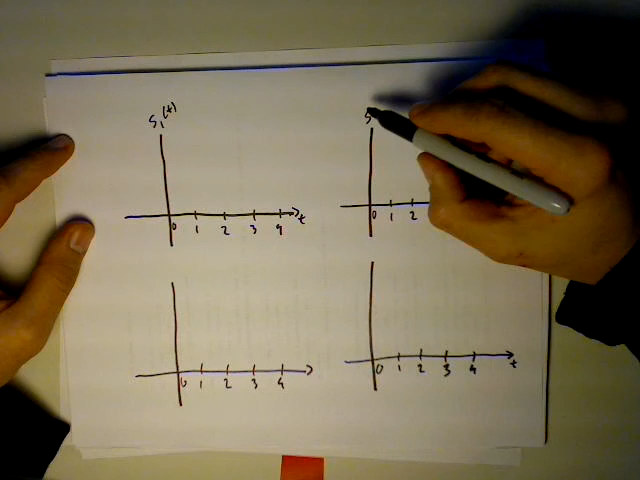 S₁(t)
S
0 1 2 3 4 t
0 1 2
0 1 2 3 4
0 1 2 3 4 t